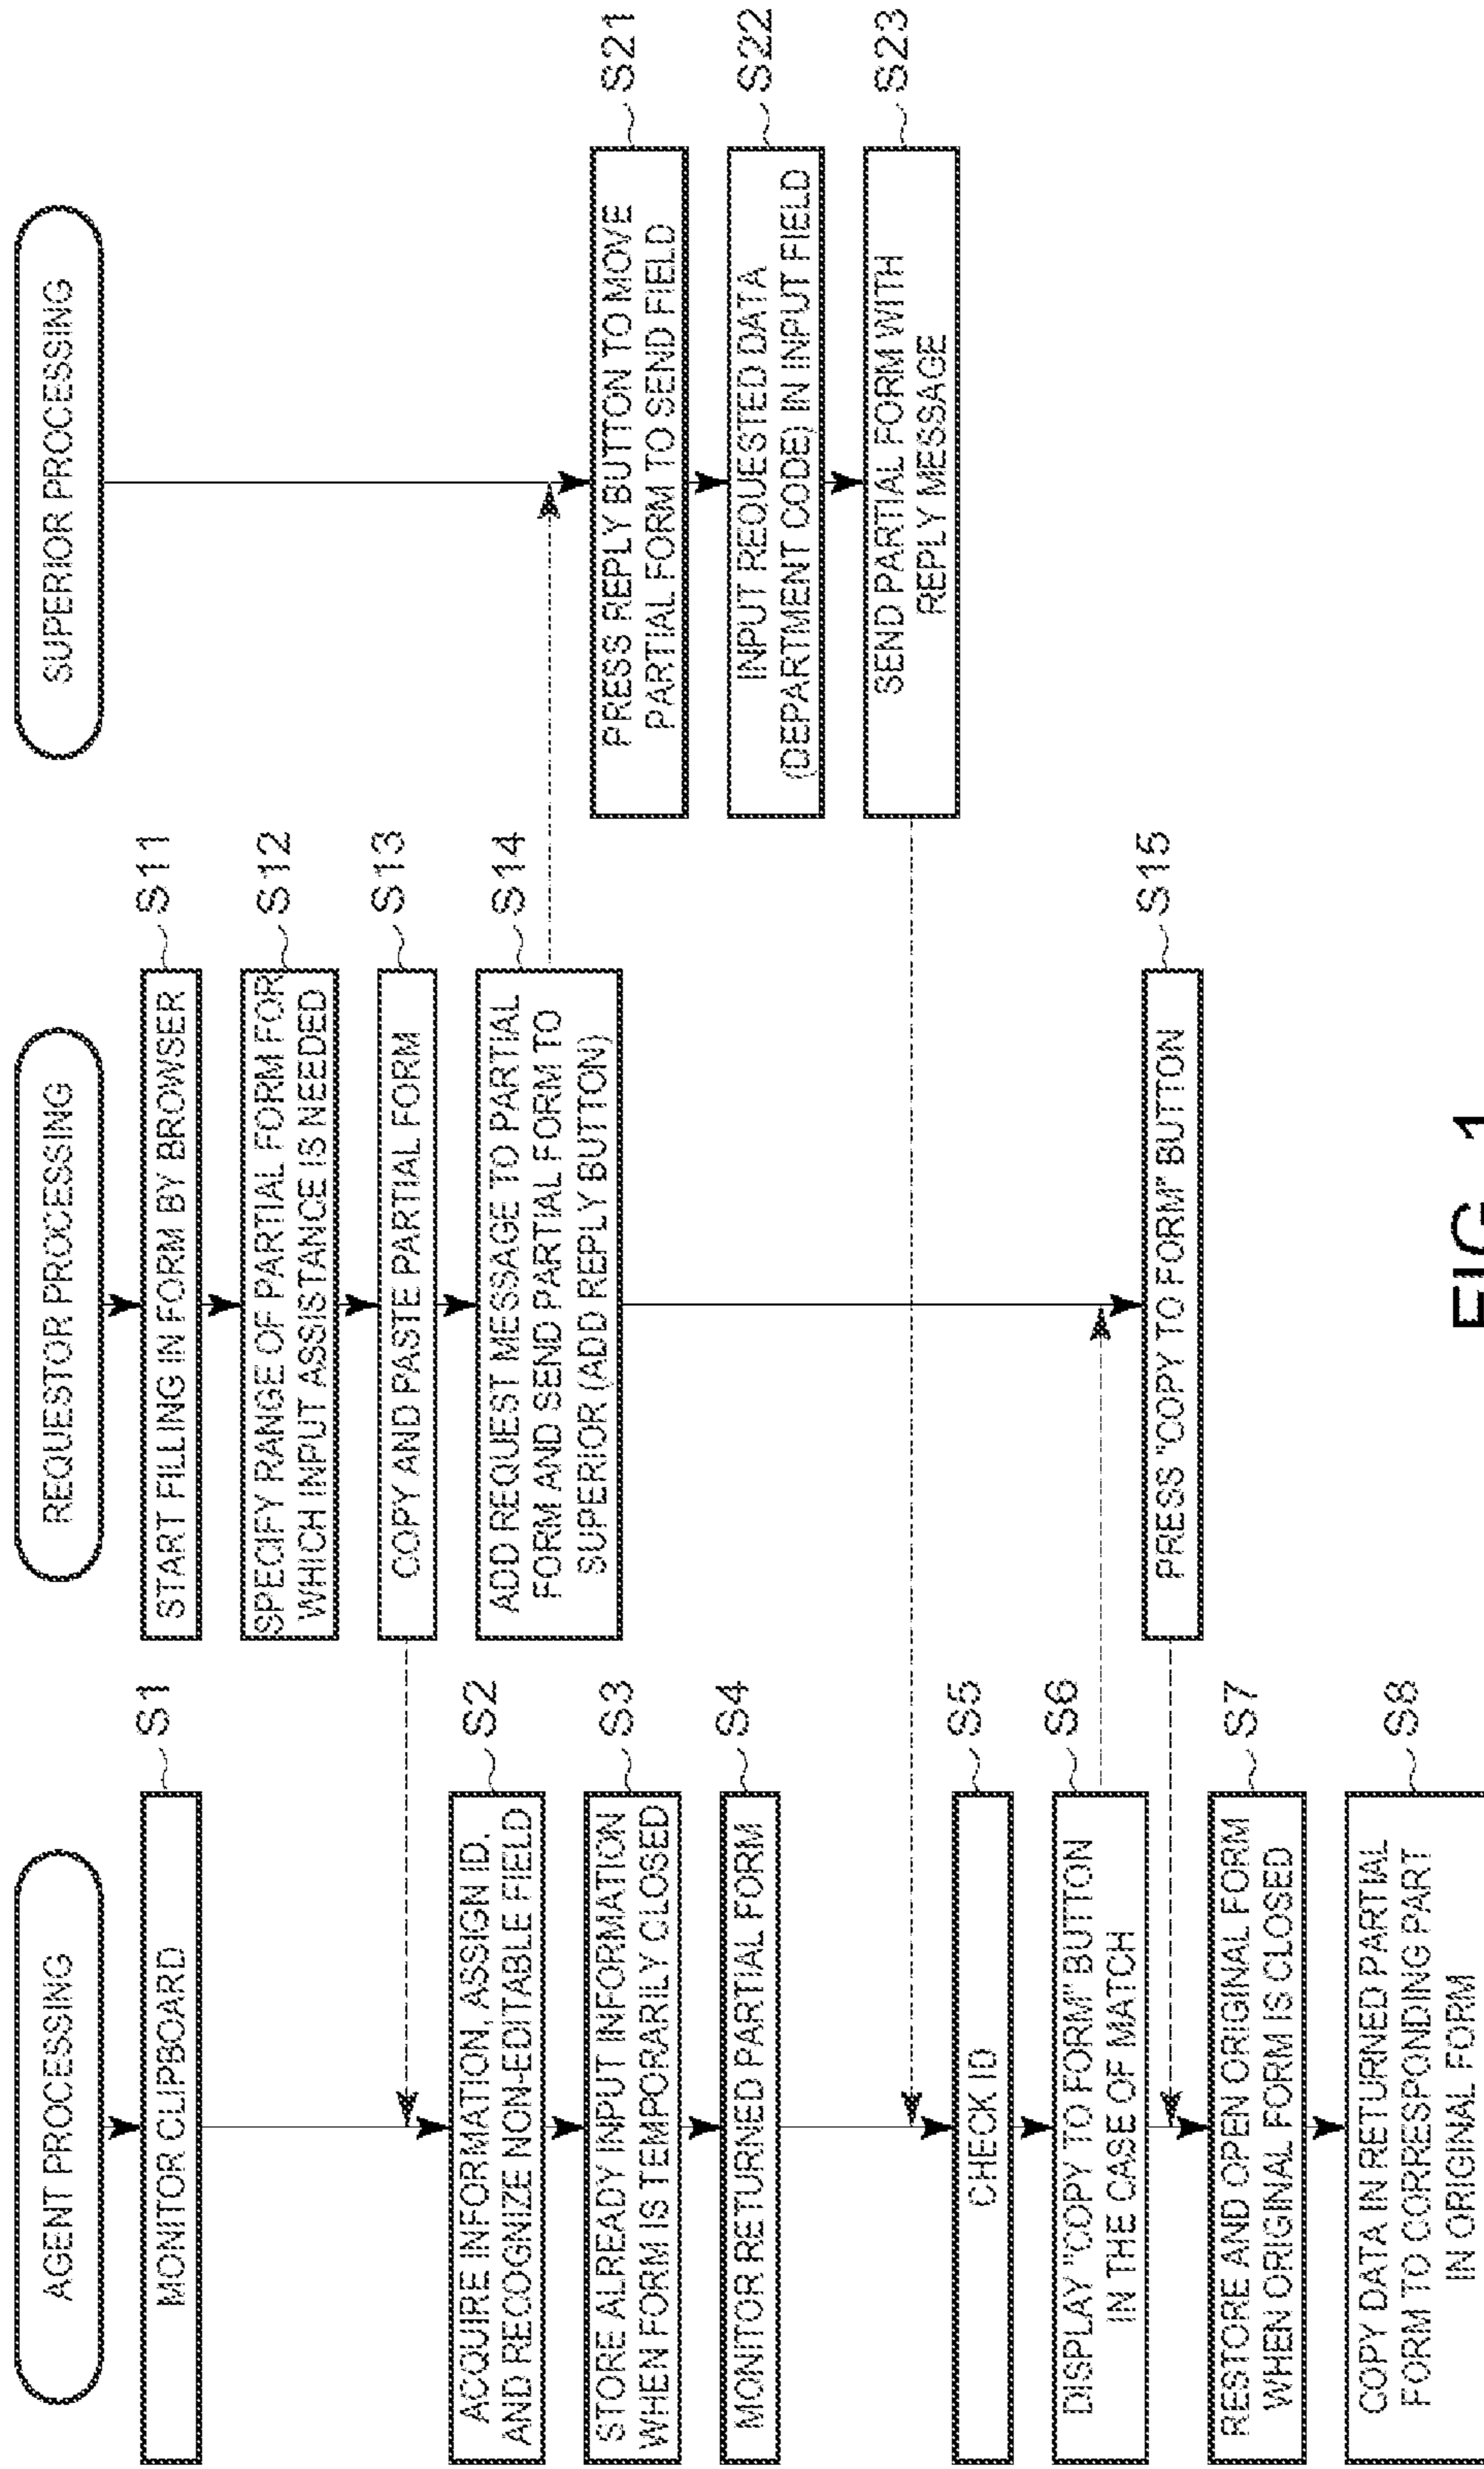 AGENT PROCESSING
MONITOR CLIPBOARD
S1
ACQUIRE INFORMATION, ASSIGN ID,
AND RECOGNIZE NON-EDITABLE FIELD
S2
STORE ALREADY INPUT INFORMATION
WHEN FORM IS TEMPORARILY CLOSED
S3
MONITOR RETURNED PARTIAL FORM
S4
CHECK ID
S5
DISPLAY "COPY TO FORM" BUTTON
IN THE CASE OF MATCH
S6
RESTORE AND OPEN ORIGINAL FORM
WHEN ORIGINAL FORM IS CLOSED
S7
COPY DATA IN RETURNED PARTIAL
FORM TO CORRESPONDING PART
IN ORIGINAL FORM
S8
REQUESTOR PROCESSING
START FILLING IN FORM BY BROWSER
S11
SPECIFY RANGE OF PARTIAL FORM FOR
WHICH INPUT ASSISTANCE IS NEEDED
S12
COPY AND PASTE PARTIAL FORM
S13
ADD REQUEST MESSAGE TO PARTIAL
FORM AND SEND PARTIAL FORM TO
SUPERIOR (ADD REPLY BUTTON)
S14
PRESS "COPY TO FORM" BUTTON
S15
SUPERIOR PROCESSING
PRESS REPLY BUTTON TO MOVE
PARTIAL FORM TO SEND FIELD
S21
INPUT REQUESTED DATA
(DEPARTMENT CODE) IN INPUT FIELD
S22
SEND PARTIAL FORM WITH
REPLY MESSAGE
S23
FIG. 1